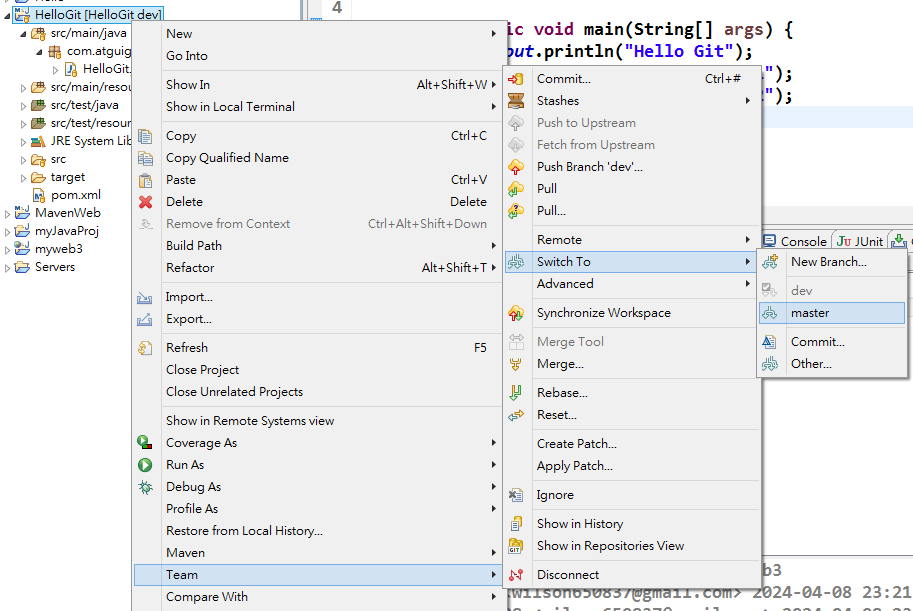 HelloGit [HelloGit dev]
src/main/java
com.atguig
HelloGit.
src/main/resou
src/test/java
src/test/resour
JRE System Lib
src
target
pom.xml
MavenWeb
myJavaProj
myweb3
Servers
New
Go Into
Show In Alt+Shift+W
Show in Local Terminal
Copy Ctrl+C
Copy Qualified Name
Paste Ctrl+V
Delete Delete
Remove from Context Ctrl+Alt+Shift+Down
Build Path
Refactor Alt+Shift+T
Import...
Export...
Refresh F5
Close Project
Close Unrelated Projects
Show in Remote Systems view
Coverage As
Run As
Debug As
Profile As
Restore from Local History...
Maven
Team
Compare With
4
ic void main(String[] args) {
out.println("Hello Git");
");
");
Commit... Ctrl+#
Stashes
Push to Upstream
Fetch from Upstream
Push Branch 'dev'...
Pull
Pull...
Remote
Switch To
Advanced
Synchronize Workspace
Merge Tool
Merge...
Rebase...
Reset...
Create Patch...
Apply Patch...
Ignore
Show in History
Show in Repositories View
Disconnect
Console JUnit
New Branch...
dev
master
Commit...
Other...
b3
.wilson650837@gmail.com> 2024-04-08 23:21